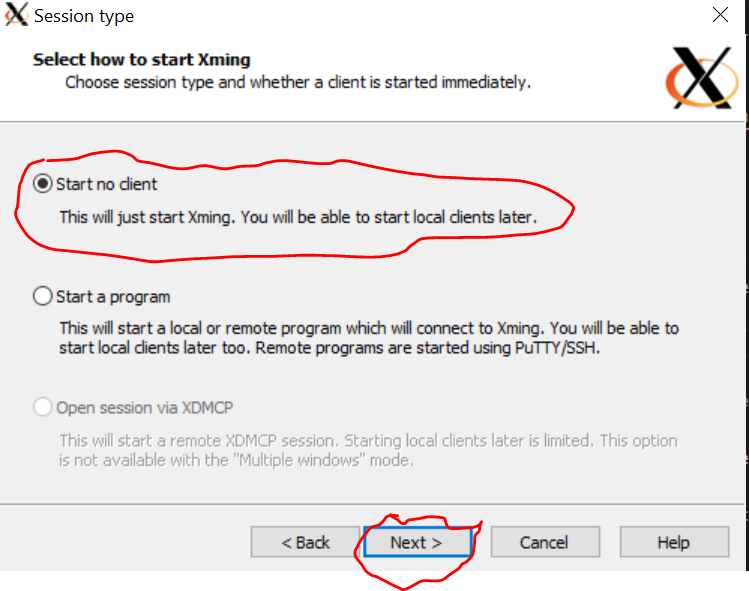 Session type
Select how to start Xming
Choose session type and whether a client is started immediately.
Start no client
This will just start Xming. You will be able to start local clients later.
Start a program
This will start a local or remote program which will connect to Xming. You will be able to
start local clients later too. Remote programs are started using PuTTY/SSH.
Open session via XDMCP
This will start a remote XDMCP session. Starting local clients later is limited. This option
is not available with the "Multiple windows" mode.
< Back
Next >
Cancel
Help